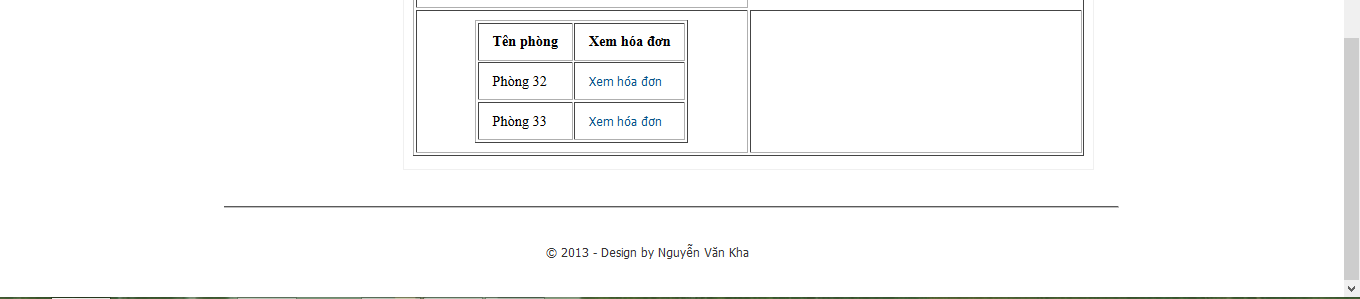 Tên phòng Xem hóa đơn
Phòng 32 Xem hóa đơn
Phòng 33 Xem hóa đơn
© 2013 - Design by Nguyễn Văn Kha